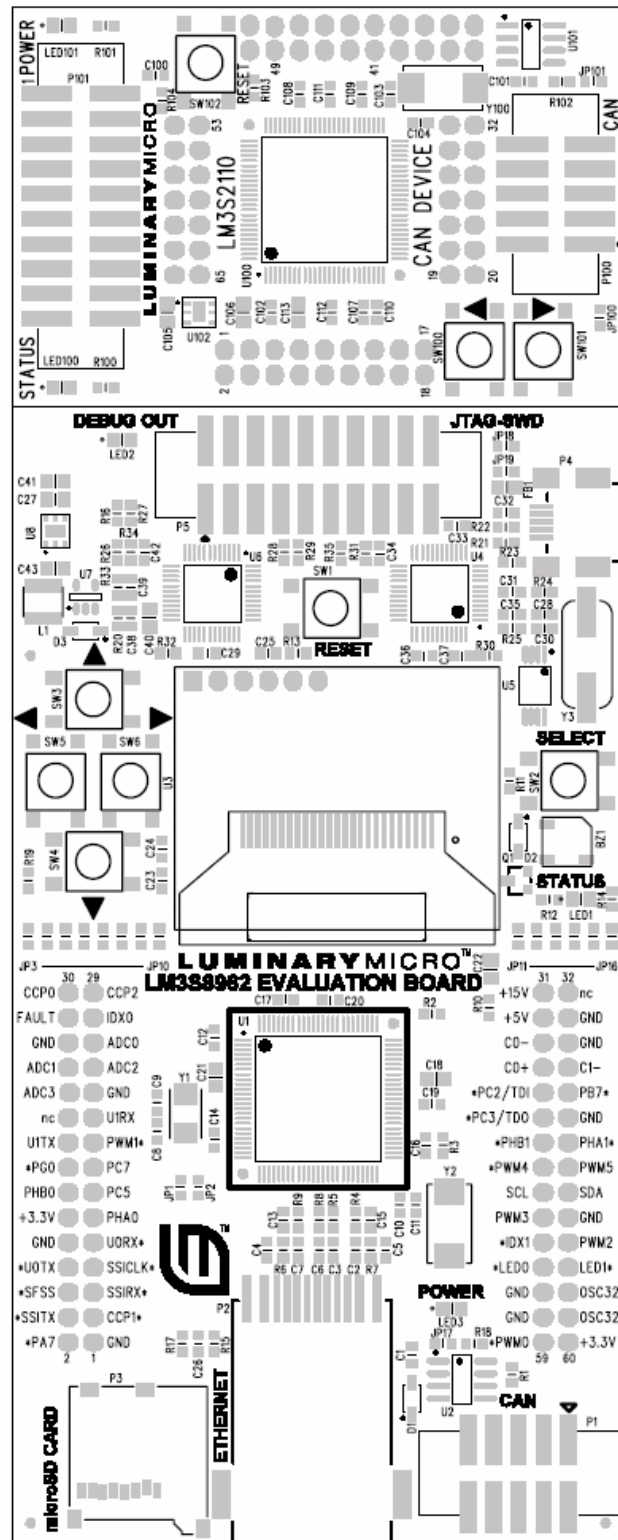 1POWER
LED101
R101
P101
C100
R104
SW102
RESET
R103
49
C108
C111
C109
C103
41
Y100
C104
32
U101
C101
JP101
R102
CAN
LUMINARYMICRO
53
LM3S2110
CAN DEVICE
65
U100
19
20
P100
C105
U102
C106
C102
C113
C112
C107
C110
17
SW100
SW101
JP100
STATUS
LED100
R100
1
2
18
DEBUG OUT
JTAG-SWD
LED2
JP18
JP19
P4
FB1
C41
C27
U8
R16
R27
R34
P5
C32
C33
R22
R21
R26
C42
U6
R28
R29
R35
R31
C34
U4
R23
C43
U7
R33
C39
SW1
C31
R24
C35
C28
L1
D3
R20
C38
C40
R32
C29
C25
R13
RESET
C36
C37
R30
R25
C30
U5
Y3
SW3
SW5
SW6
U3
SELECT
R11
SW2
SW4
C24
C23
R19
Q1
D2
BZ1
STATUS
R12
LED1
R14
LUMINARYMICRO™
LM3S8962 EVALUATION BOARD
C22
JP3
30
29
JP10
JP11
31
32
JP16
CCP0
CCP2
C17
C20
R2
R10
+15V
nc
FAULT
IDX0
U1
+5V
GND
GND
ADC0
C12
C0-
GND
ADC1
ADC2
Y1
C21
C18
C0+
C1-
ADC3
GND
C9
C19
*PC2/TDI
PB7*
nc
U1RX
*PC3/TDO
GND
U1TX
PWM1*
C8
C14
C16
R3
*PHB1
PHA1*
*PG0
PC7
Y2
*PWM4
PWM5
PHB0
PC5
JP1
JP2
R9
R8
R5
R4
SCL
SDA
+3.3V
PHA0
C13
C15
C10
C11
PWM3
GND
GND
U0RX*
C4
C5
*IDX1
PWM2
*U0TX
SSICLK*
R6
C7
C6
C3
C2
R7
*LED0
LED1*
*SFSS
SSIRX*
P2
POWER
GND
OSC32
*SSITX
CCP1*
LED3
GND
OSC32
*PA7
GND
R17
R15
C26
C1
JP17
R18
*PWM0
+3.3V
2
1
59
60
P3
ETHERNET
R1
U2
D1
CAN
P1
microSD CARD